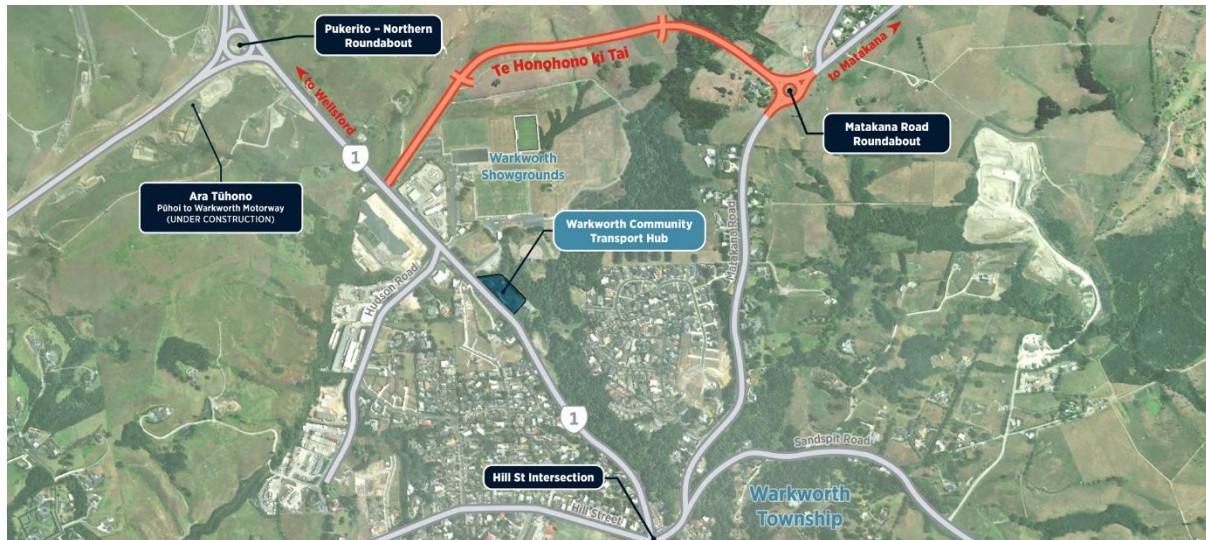 Pukerito – Northern
Roundabout
to Wellsford
Te Honohono ki Tai
to Matakana
Matakana Road
Roundabout
1
Ara Tūhono
Pūhoi to Warkworth Motorway
(UNDER CONSTRUCTION)
Warkworth
Showgrounds
Warkworth Community
Transport Hub
Matakana Road
Hudson Road
1
Sandspit Road
Hill St Intersection
Warkworth
Township
Hill Street